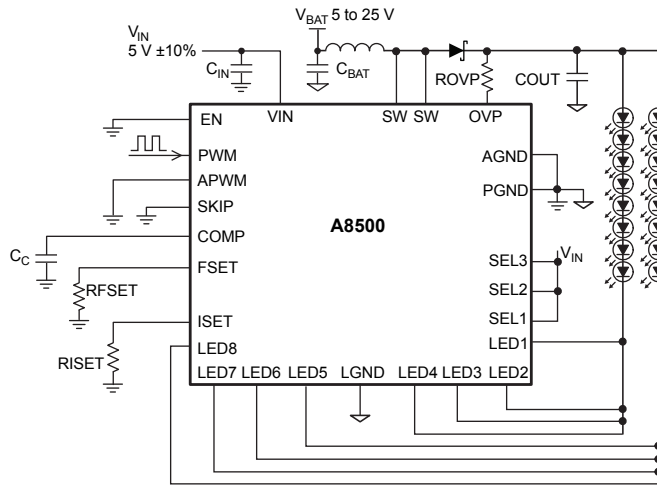 V_BAT 5 to 25 V
V_IN
5 V ±10%
C_IN
C_BAT
ROVP
COUT
EN
VIN
SW
SW
OVP
PWM
AGND
APWM
PGND
SKIP
A8500
COMP
V_IN
C_C
SEL3
FSET
RFSET
SEL2
ISET
SEL1
LED8
LED1
RISET
LED7
LED6
LED5
LGND
LED4
LED3
LED2